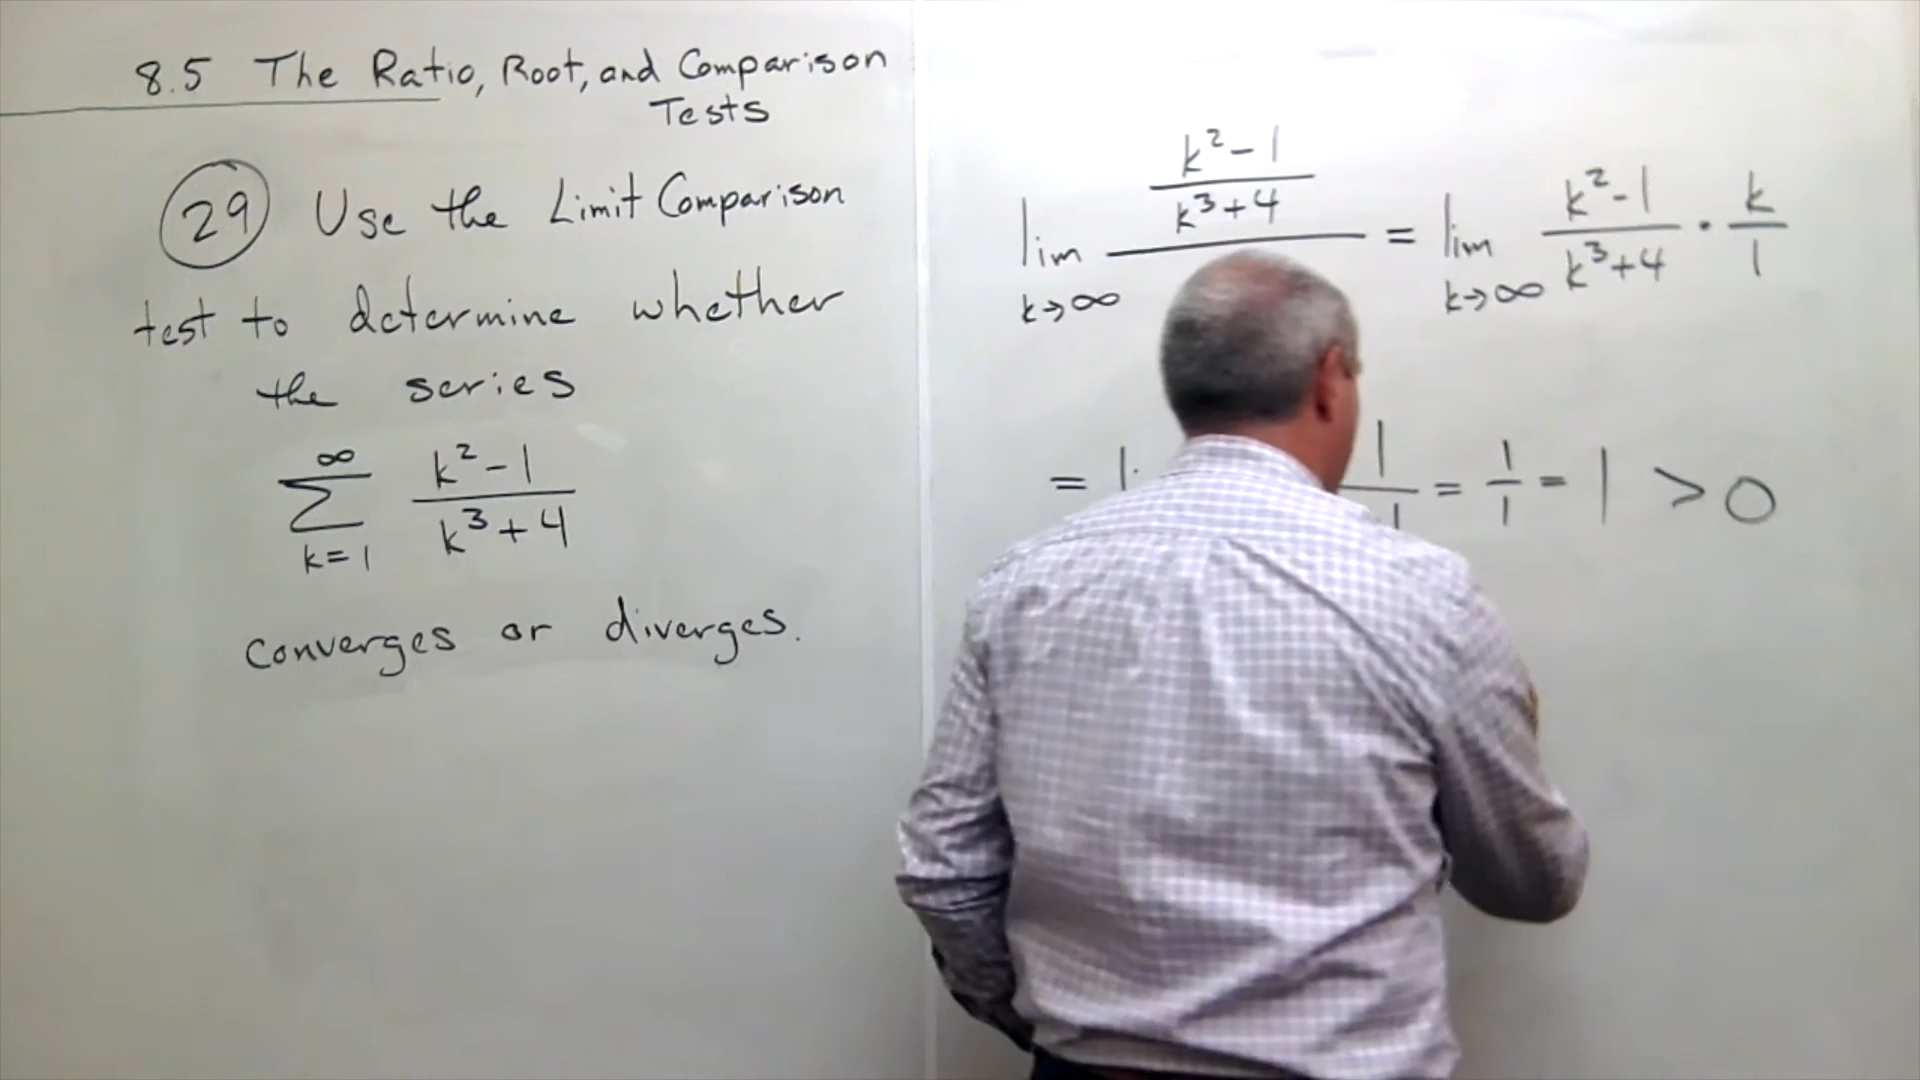 8.5 The Ratio, Root, and Comparison
Tests
29 Use the Limit Comparison
test to determine whether
the series
∞
∑ k²-1 / k³+4
k=1
converges or diverges.
lim k→∞ (k²-1 / k³+4) / = lim k→∞ k²-1 / k³+4 · k / 1
= 1 / = 1/1 = 1 > 0